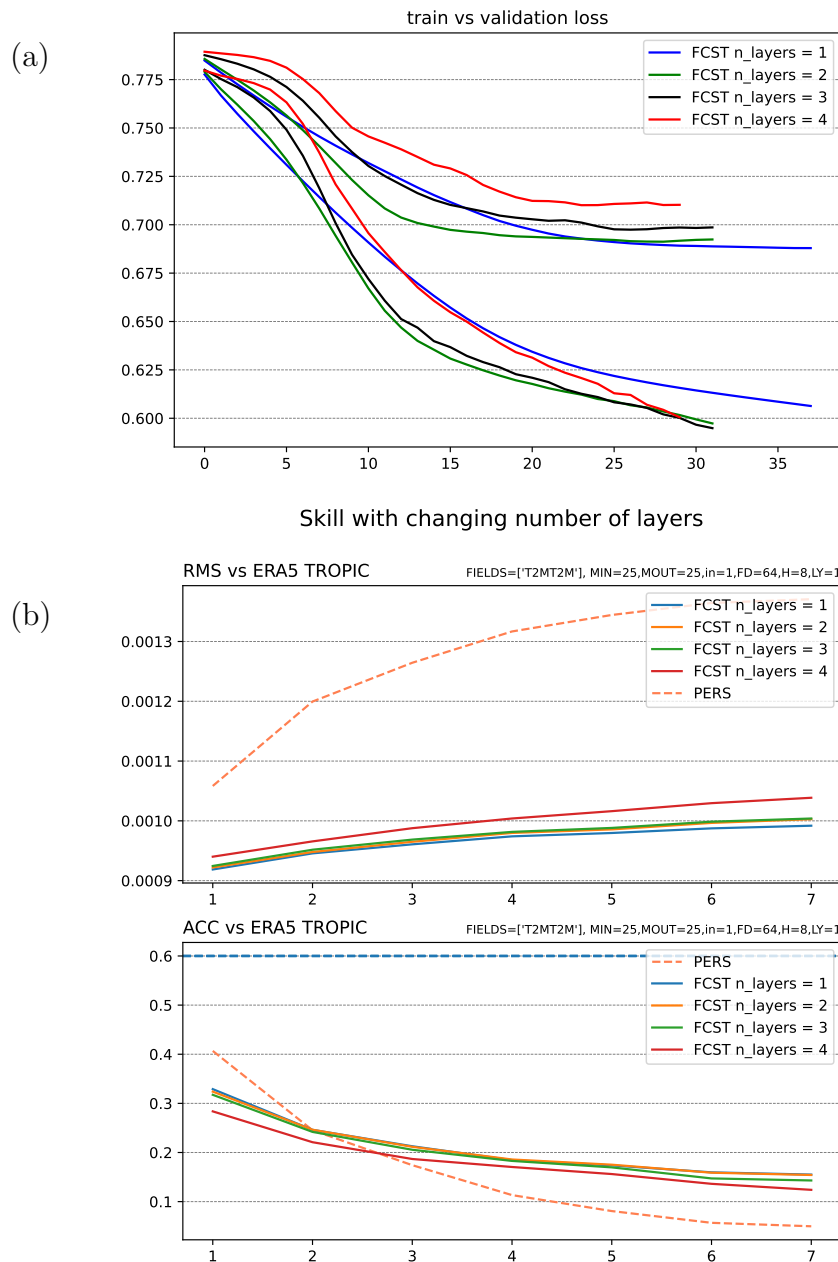 (a)
train vs validation loss
FCST n_layers = 1
FCST n_layers = 2
FCST n_layers = 3
FCST n_layers = 4
0.775
0.750
0.725
0.700
0.675
0.650
0.625
0.600
0 5 10 15 20 25 30 35
Skill with changing number of layers
(b)
RMS vs ERA5 TROPIC FIELDS=['T2MT2M'], MIN=25,MOUT=25,in=1,FD=64,H=8,LY=1
FCST n_layers = 1
FCST n_layers = 2
FCST n_layers = 3
FCST n_layers = 4
PERS
0.0013
0.0012
0.0011
0.0010
0.0009
1 2 3 4 5 6 7
ACC vs ERA5 TROPIC FIELDS=['T2MT2M'], MIN=25,MOUT=25,in=1,FD=64,H=8,LY=1
PERS
FCST n_layers = 1
FCST n_layers = 2
FCST n_layers = 3
FCST n_layers = 4
0.6
0.5
0.4
0.3
0.2
0.1
1 2 3 4 5 6 7